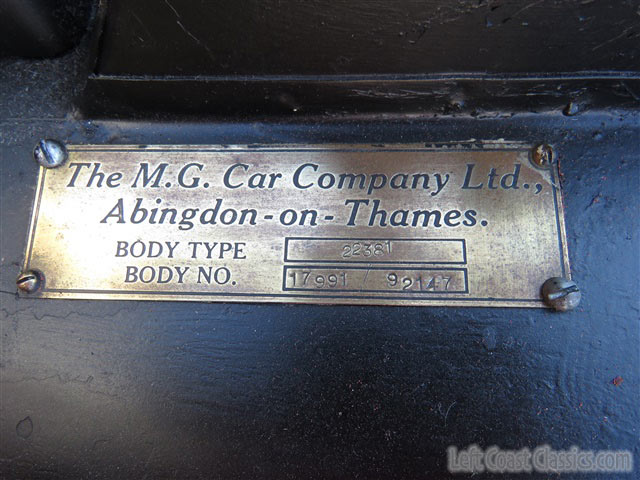 The M.G. Car Company Ltd.,
Abingdon-on-Thames.
BODY TYPE 22381
BODY NO. 17991 / 92147
Left Coast Classics.com